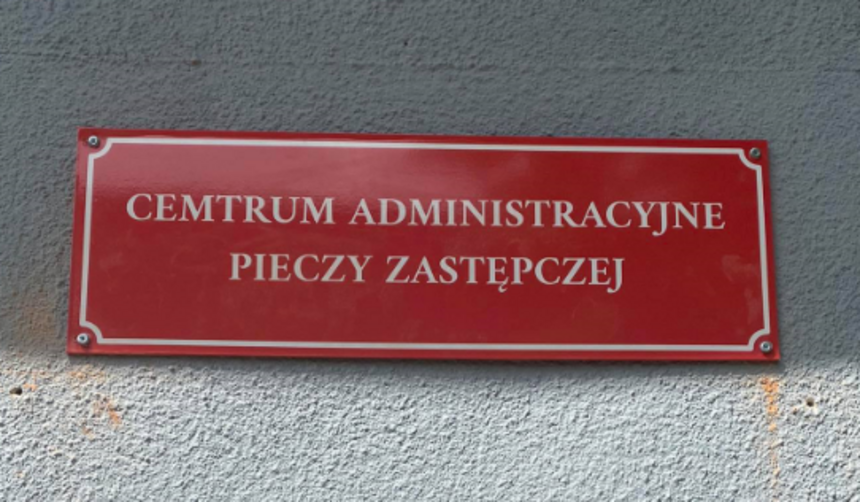 CEMTRUM ADMINISTRACYJNE
PIECZY ZASTĘPCZEJ